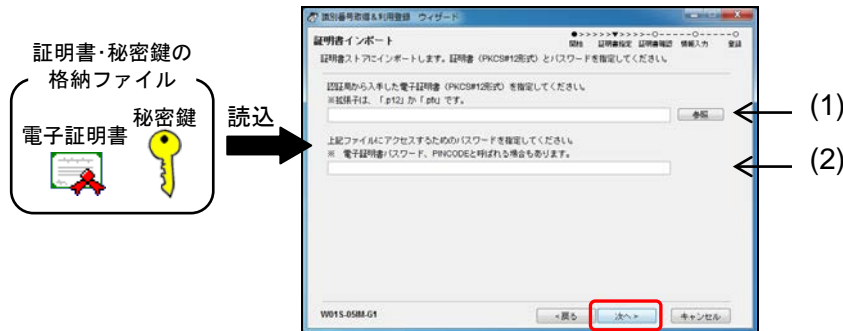 識別番号取得&利用登録 ウィザード
証明書インポート
●>>>>>▼>>>>>-O-----O-----O
開始 証明書指定 証明書確認 情報入力 登録
証明書ストアにインポートします。証明書（PKCS#12形式）とパスワードを指定してください。
証明書・秘密鍵の
格納ファイル
電子証明書
秘密鍵
読込
認証局から入手した電子証明書（PKCS#12形式）を指定してください。
※拡張子は、「.p12」か「.pfx」です。
参照
(1)
上記ファイルにアクセスするためのパスワードを指定してください。
※ 電子証明書パスワード、PINCODEと呼ばれる場合もあります。
(2)
W01S-05IM-G1
<戻る
次へ>
キャンセル